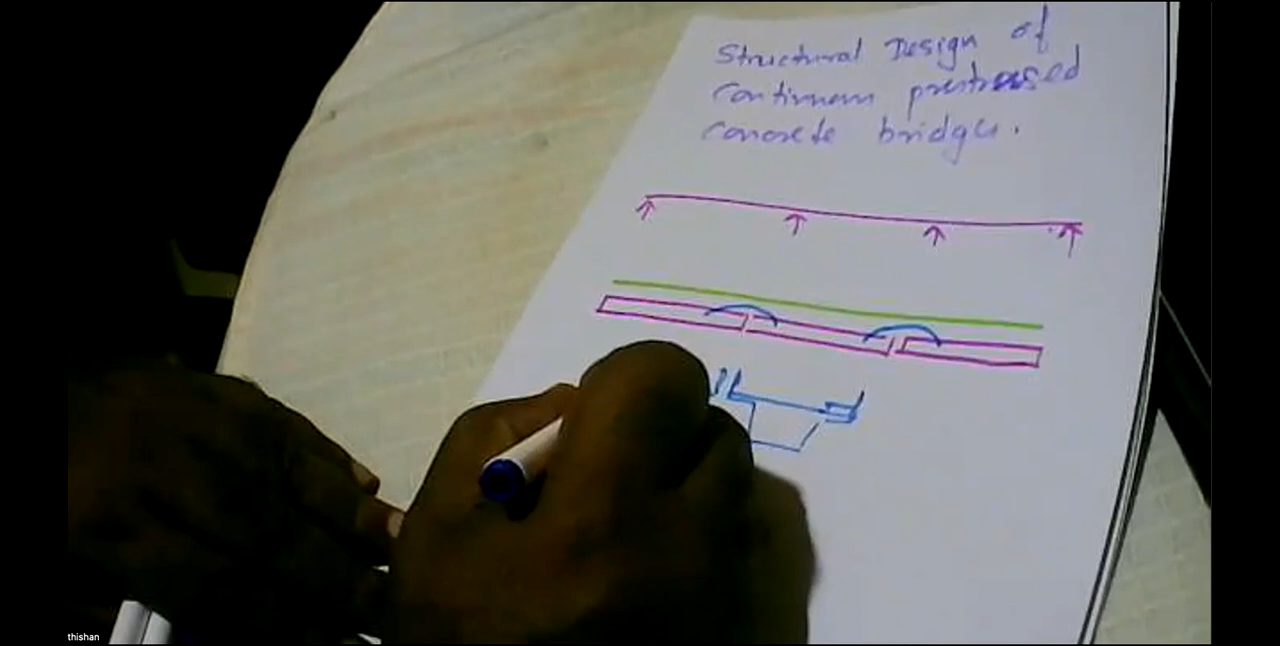 Structural Design of
Continuous prestressed
concrete bridges.
thishan